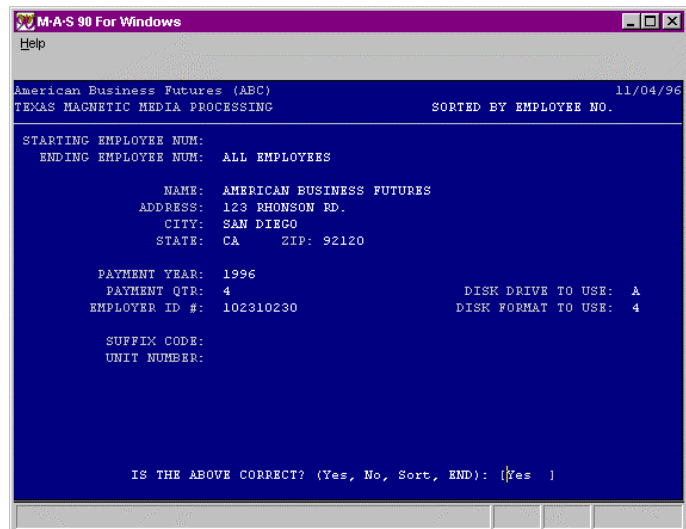 M·A·S 90 For Windows
Help
American Business Futures (ABC) 11/04/96
TEXAS MAGNETIC MEDIA PROCESSING SORTED BY EMPLOYEE NO.
STARTING EMPLOYEE NUM:
ENDING EMPLOYEE NUM: ALL EMPLOYEES
NAME: AMERICAN BUSINESS FUTURES
ADDRESS: 123 RHONSON RD.
CITY: SAN DIEGO
STATE: CA ZIP: 92120
PAYMENT YEAR: 1996
PAYMENT QTR: 4 DISK DRIVE TO USE: A
EMPLOYER ID #: 102310230 DISK FORMAT TO USE: 4
SUFFIX CODE:
UNIT NUMBER:
IS THE ABOVE CORRECT? (Yes, No, Sort, END): [Yes ]